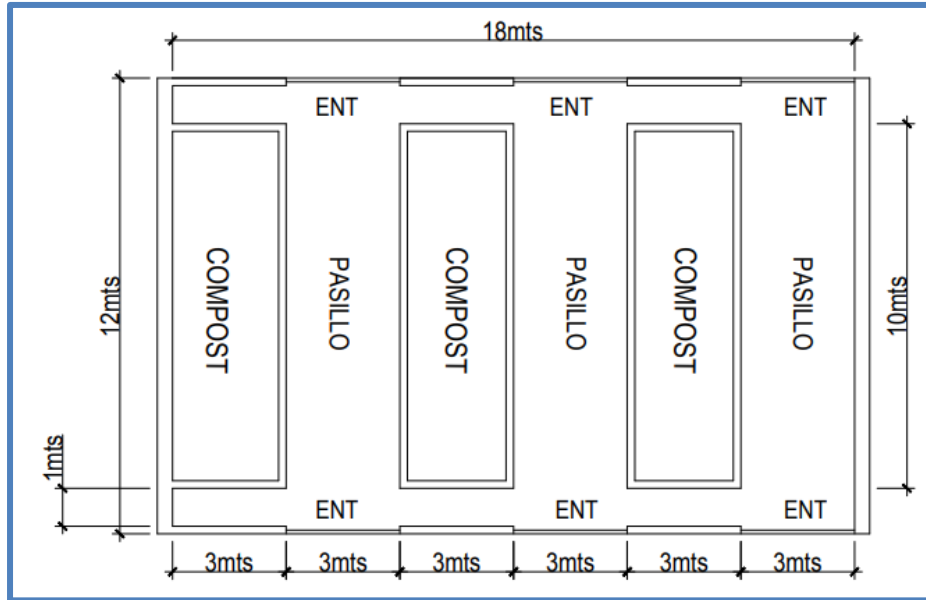 18mts
ENT
ENT
ENT
12mts
COMPOST
PASILLO
COMPOST
PASILLO
COMPOST
PASILLO
10mts
1mts
ENT
ENT
ENT
3mts
3mts
3mts
3mts
3mts
3mts